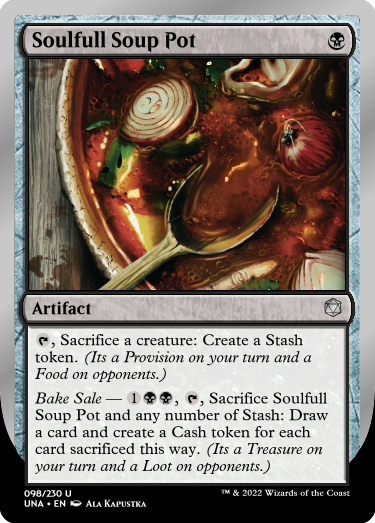 Soulfull Soup Pot
Artifact
, Sacrifice a creature: Create a Stash
token. (Its a Provision on your turn and a
Food on opponents.)
Bake Sale — 1, , Sacrifice Soulfull
Soup Pot and any number of Stash: Draw
a card and create a Cash token for each
card sacrificed this way. (Its a Treasure on
your turn and a Loot on opponents.)
098/230 U
UNA • EN Ala Kapustka
™ & 2022 Wizards of the Coast